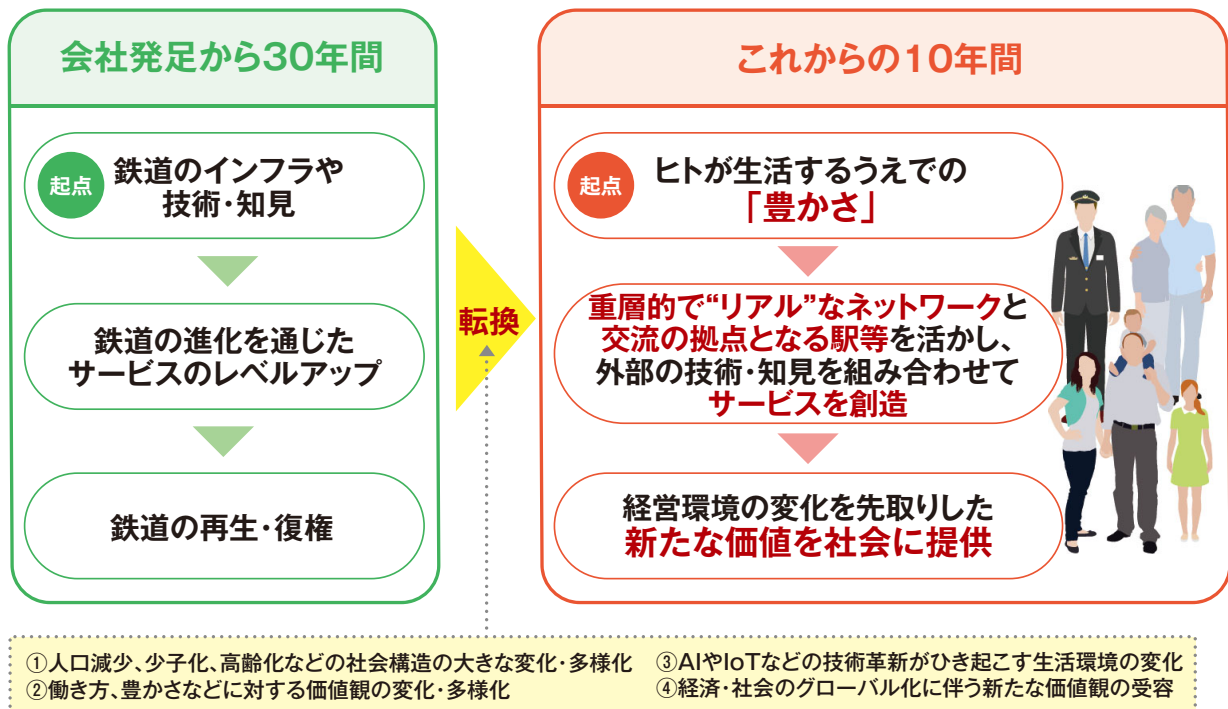 会社発足から30年間
起点
鉄道のインフラや
技術・知見
鉄道の進化を通じた
サービスのレベルアップ
鉄道の再生・復権
転換
これからの10年間
起点
ヒトが生活するうえでの
「豊かさ」
重層的で“リアル”なネットワークと
交流の拠点となる駅等を活かし、
外部の技術・知見を組み合わせて
サービスを創造
経営環境の変化を先取りした
新たな価値を社会に提供
①人口減少、少子化、高齢化などの社会構造の大きな変化・多様化
②働き方、豊かさなどに対する価値観の変化・多様化
③AIやIoTなどの技術革新がひき起こす生活環境の変化
④経済・社会のグローバル化に伴う新たな価値観の受容